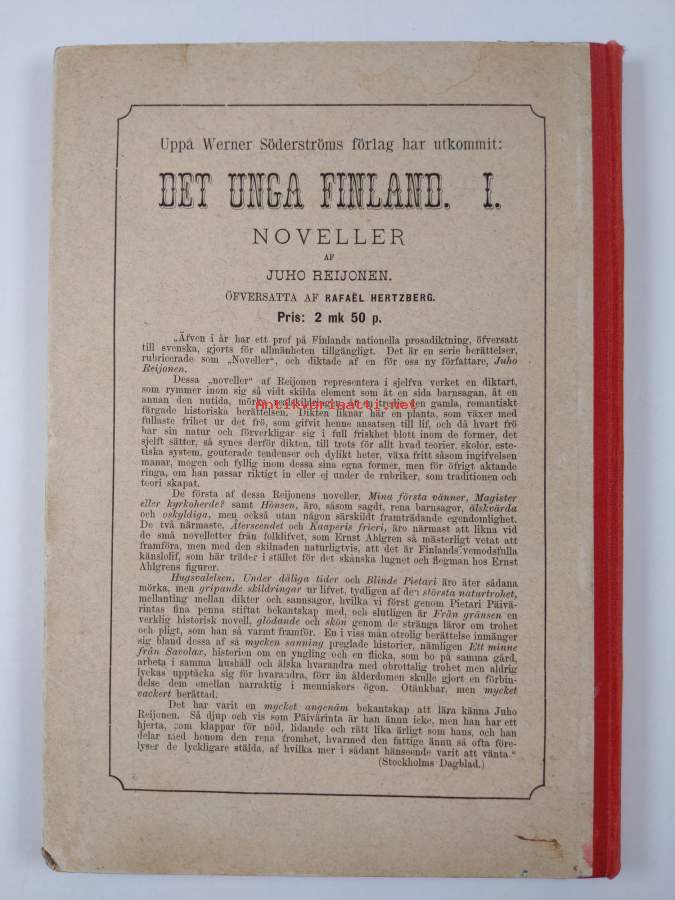 Uppå Werner Söderströms förlag har utkommit:
DET UNGA FINLAND. I.
NOVELLER
AF
JUHO REIJONEN.
ÖFVERSATTA AF RAFAËL HERTZBERG.
Pris: 2 mk 50 p.
„Äfven i år har ett prof på Finlands nationella prosadiktning, öfversatt
till svenska, gjorts för allmänheten tillgängligt. Det är en serie berättelser,
rubricerade som „Noveller“, och diktade af en för oss ny författare, Juho
Reijonen.
Dessa „noveller“ af Reijonen representera i sjelfva verket en diktart,
som rymmer inom sig så vidt skilda element som åt en sida barnsagan, åt en
annan den nutida, mörka åt en tredje den gamla, romantiskt
färgade historiska berättelsen. Dikten liknar här en planta, som växer med
fullaste frihet ur det frö, som gifvit henne ansatsen till lif, och då hvart frö
har sin natur och förverkligar sig i full friskhet blott inom de former, det
sjelft sätter, så synes derför dikten, till trots för allt hvad teorier, skolor, este-
tiska system, gouterade tendenser och dylikt heter, växa fritt såsom ingifvelsen
manar, mogen och fyllig inom dessa sina egna former, men för öfrigt aktande
ringa, om han passar riktigt in eller ej under de rubriker, som traditionen och
teori skapat.
De första af dessa Reijonens noveller, Mina första vänner, Magister
eller kyrkoherde? samt Hönsen, äro, såsom sagdt, rena barnsagor, älskvärda
och oskyldiga, men också utan någon särskildt framträdande egendomlighet.
De två närmaste, Återseendet och Kaaperis frieri, äro närmast att likna vid
de små novelletter från folklifvet, som Ernst Ahlgren så mästerligt vetat att
framföra, men med den skilnaden naturligtvis, att det är Finlands vemodsfulla
känslolif, som här träder i stället för det skånska lugnet och flegman hos Ernst
Ahlgrens figurer.
Hugsvalelsen, Under dåliga tider och Blinde Pietari äro åter sådana
mörka, men gripande skildringar ur lifvet, tydligen af den största naturtrohet,
mellanting mellan dikter och sannsagor, hvilka vi först genom Pietari Päivä-
rintas fina penna stiftat bekantskap med, och slutligen är Från gränsen en
verklig historisk novell, glödande och skön genom de stränga läror om trohet
och pligt, som han så varmt framför. En i viss mån otrolig berättelse inmänger
sig bland dessa af så mycken sanning preglade historier, nämligen Ett minne
från Savolax, historien om en yngling och en flicka, som bo på samma gård,
arbeta i samma hushåll och älska hvarandra med obrottslig trohet men aldrig
lyckas upptäcka sig för hvarandra, förr än ålderdomen skulle gjort en förbin-
delse dem emellan narraktig i menniskors ögon. Otänkbar, men mycket
vackert berättad.
Det har varit en mycket angenäm bekantskap att lära känna Juho
Reijonen. Så djup och vis som Päivärinta är han ännu icke, men han har ett
hjerta, som klappar för nöd, lidande och rätt lika ärligt som hans, och han
delar med honom den rena fromhet, hvarmed den fattige ännu så ofta före-
lyser de lyckligare stälda, af hvilka mer i sådant hänseende varit att vänta.“
(Stockholms Dagblad.)
Antikvariaatti.net